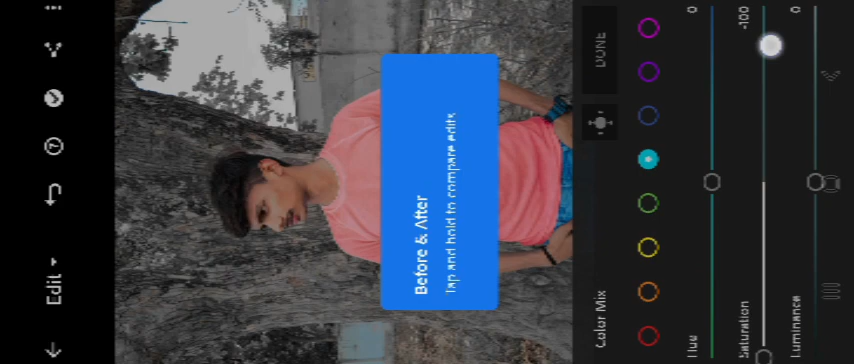 Edit
Before & After
Tap and hold to compare edits
Color Mix
DONE
Hue
0
Saturation
-100
Luminance
0